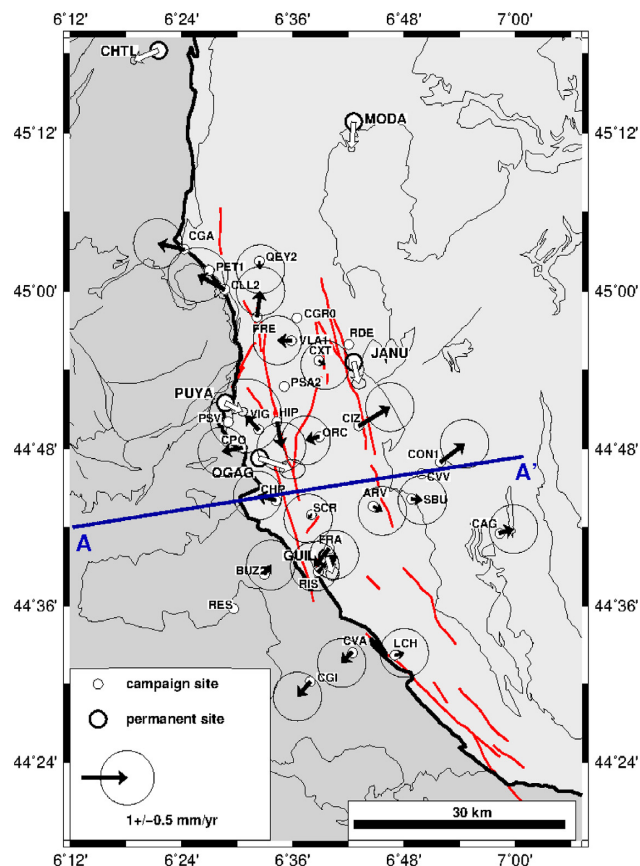 6°12' 6°24' 6°36' 6°48' 7°00'
CHTL
MODA
45°12' 45°12'
CGA
QEY2
PET1
CLL2
45°00' 45°00'
CGR0
FRE
VLA1
RDE
CXT
JANU
PSA2
PUYA
PSV
VIG
HIP
CIZ
ORC
44°48' 44°48'
CPO
CON1
OGAG
A'
CVV
CHP
ARV
SBU
SCR
CAG
A
FRA
GUIL
BUZ
RIS
44°36' 44°36'
RES
CVA
LCH
CGI
campaign site
permanent site
44°24' 44°24'
1+/-0.5 mm/yr
30 km
6°12' 6°24' 6°36' 6°48' 7°00'